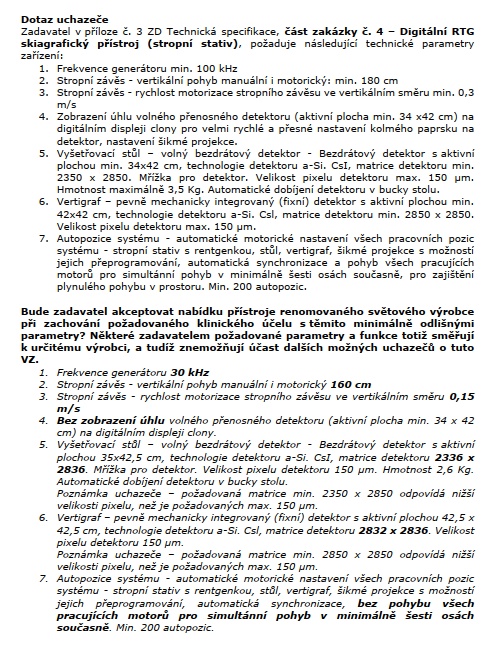 Dotaz uchazeče
Zadavatel v příloze č. 3 ZD Technická specifikace, část zakázky č. 4 – Digitální RTG
skiagrafický přístroj (stropní stativ), požaduje následující technické parametry
zařízení:
1. Frekvence generátoru min. 100 kHz
2. Stropní závěs - vertikální pohyb manuální i motorický: min. 180 cm
3. Stropní závěs - rychlost motorizace stropního závěsu ve vertikálním směru min. 0,3
m/s
4. Zobrazení úhlu volného přenosného detektoru (aktivní plocha min. 34 x42 cm) na
digitálním displeji clony pro velmi rychlé a přesné nastavení kolmého paprsku na
detektor, nastavení šikmé projekce.
5. Vyšetřovací stůl – volný bezdrátový detektor - Bezdrátový detektor s aktivní
plochou min. 34x42 cm, technologie detektoru a-Si. CsI, matrice detektoru min.
2350 x 2850. Mřížka pro detektor. Velikost pixelu detektoru max. 150 µm.
Hmotnost maximálně 3,5 Kg. Automatické dobíjení detektoru v bucky stolu.
6. Vertigraf – pevně mechanicky integrovaný (fixní) detektor s aktivní plochou min.
42x42 cm, technologie detektoru a-Si. Csl, matrice detektoru min. 2850 x 2850.
Velikost pixelu detektoru max. 150 µm.
7. Autopozice systému - automatické motorické nastavení všech pracovních pozic
systému - stropní stativ s rentgenkou, stůl, vertigraf, šikmé projekce s možností
jejich přeprogramování, automatická synchronizace a pohyb všech pracujících
motorů pro simultánní pohyb v minimálně šesti osách současně, pro zajištění
plynulého pohybu v prostoru. Min. 200 autopozic.
Bude zadavatel akceptovat nabídku přístroje renomovaného světového výrobce
při zachování požadovaného klinického účelu s těmito minimálně odlišnými
parametry? Některé zadavatelem požadované parametry a funkce totiž směřují
k určitému výrobci, a tudíž znemožňují účast dalších možných uchazečů o tuto
VZ.
1. Frekvence generátoru 30 kHz
2. Stropní závěs - vertikální pohyb manuální i motorický 160 cm
3. Stropní závěs - rychlost motorizace stropního závěsu ve vertikálním směru 0,15
m/s
4. Bez zobrazení úhlu volného přenosného detektoru (aktivní plocha min. 34 x 42
cm) na digitálním displeji clony.
5. Vyšetřovací stůl – volný bezdrátový detektor - Bezdrátový detektor s aktivní
plochou 35x42,5 cm, technologie detektoru a-Si. CsI, matrice detektoru 2336 x
2836. Mřížka pro detektor. Velikost pixelu detektoru 150 µm. Hmotnost 2,6 Kg.
Automatické dobíjení detektoru v bucky stolu.
Poznámka uchazeče – požadovaná matrice min. 2350 x 2850 odpovídá nižší
velikosti pixelu, než je požadovaných max. 150 µm.
6. Vertigraf – pevně mechanicky integrovaný (fixní) detektor s aktivní plochou 42,5 x
42,5 cm, technologie detektoru a-Si. Csl, matrice detektoru 2832 x 2836. Velikost
pixelu detektoru 150 µm.
Poznámka uchazeče – požadovaná matrice min. 2850 x 2850 odpovídá nižší
velikosti pixelu, než je požadovaných max. 150 µm.
7. Autopozice systému - automatické motorické nastavení všech pracovních pozic
systému - stropní stativ s rentgenkou, stůl, vertigraf, šikmé projekce s možností
jejich přeprogramování, automatická synchronizace, bez pohybu všech
pracujících motorů pro simultánní pohyb v minimálně šesti osách
současně. Min. 200 autopozic.